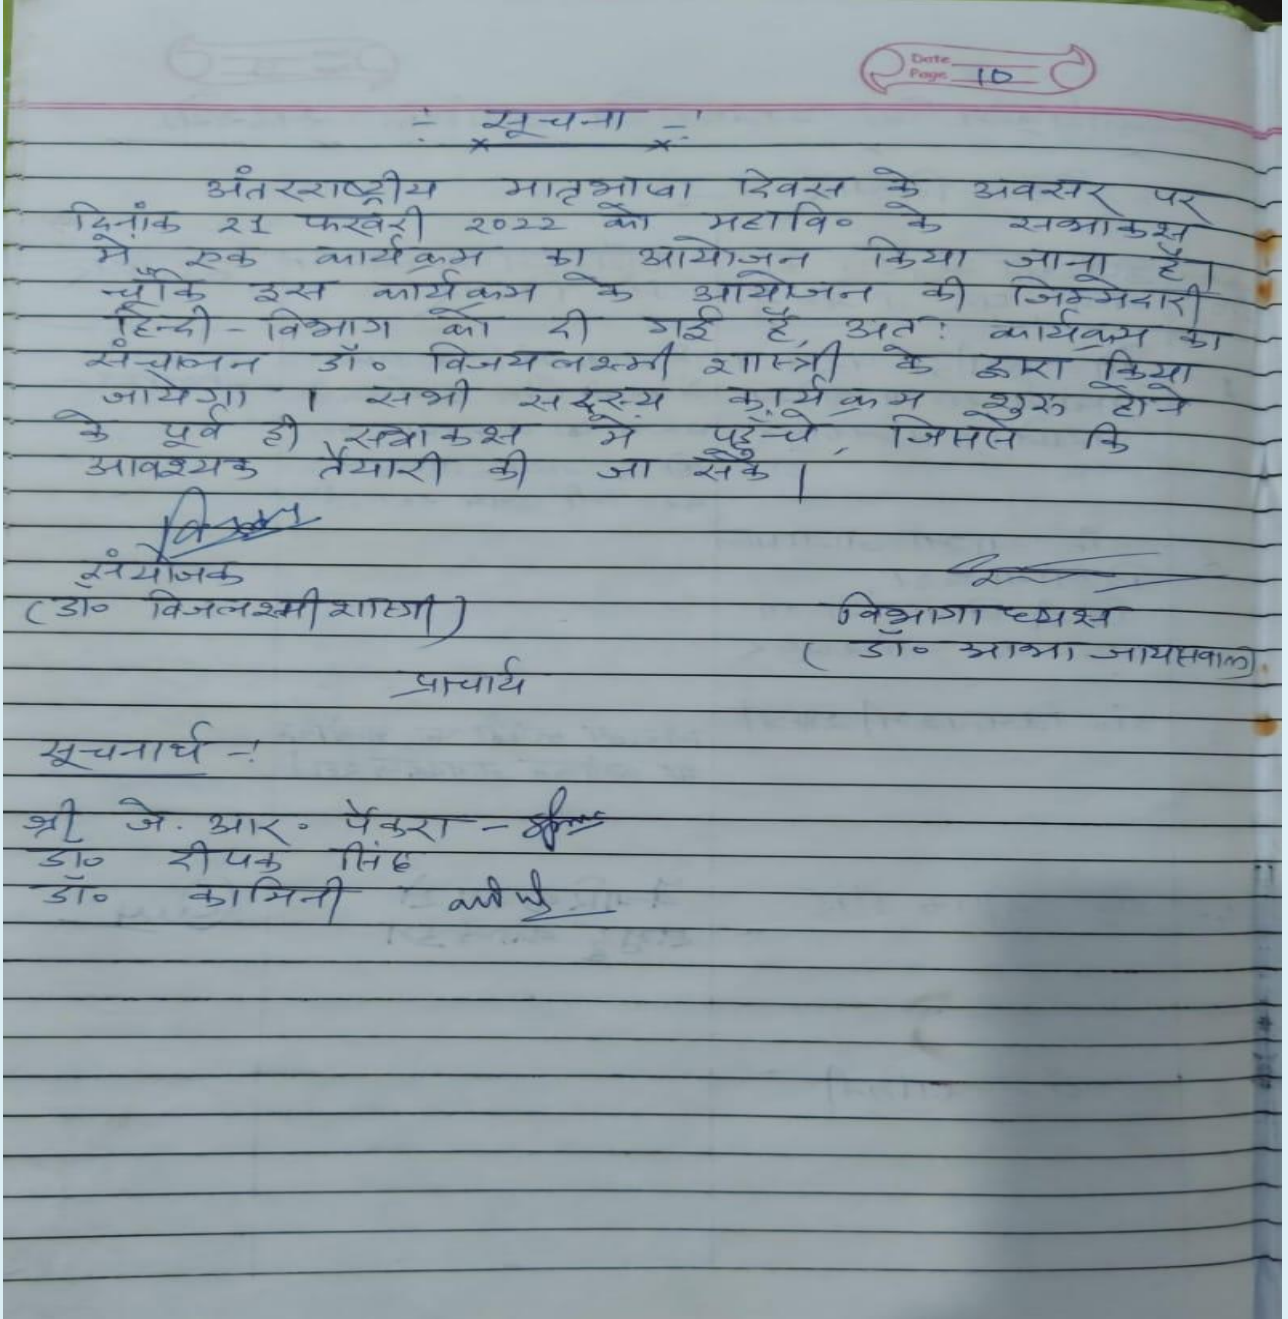 Date
Page 10
÷ सूचना -:
अंतरराष्ट्रीय मातृभाषा दिवस के अवसर पर
दिनांक 21 फरवरी 2022 को महावि० के सभाकक्ष
में एक कार्यक्रम का आयोजन किया जाना है।
चूँकि इस कार्यक्रम के आयोजन की जिम्मेदारी
हिन्दी - विभाग को दी गई है, अत: कार्यक्रम का
संचालन डॉ० विजयलक्ष्मी शास्त्री के द्वारा किया
जायेगा । सभी सदस्य कार्यक्रम शुरू होने
के पूर्व ही सभाकक्ष में पहुंचे, जिससे कि
आवश्यक तैयारी की जा सके ।
संयोजक
(डॉ० विजलक्ष्मी शास्त्री)
विभागाध्यक्ष
( डॉ० आभा जायसवाल)
प्राचार्य
सूचनार्थ -:
श्री जे. आर. पैंकरा -
डॉ० दीपक सिंह
डॉ० कामिनी